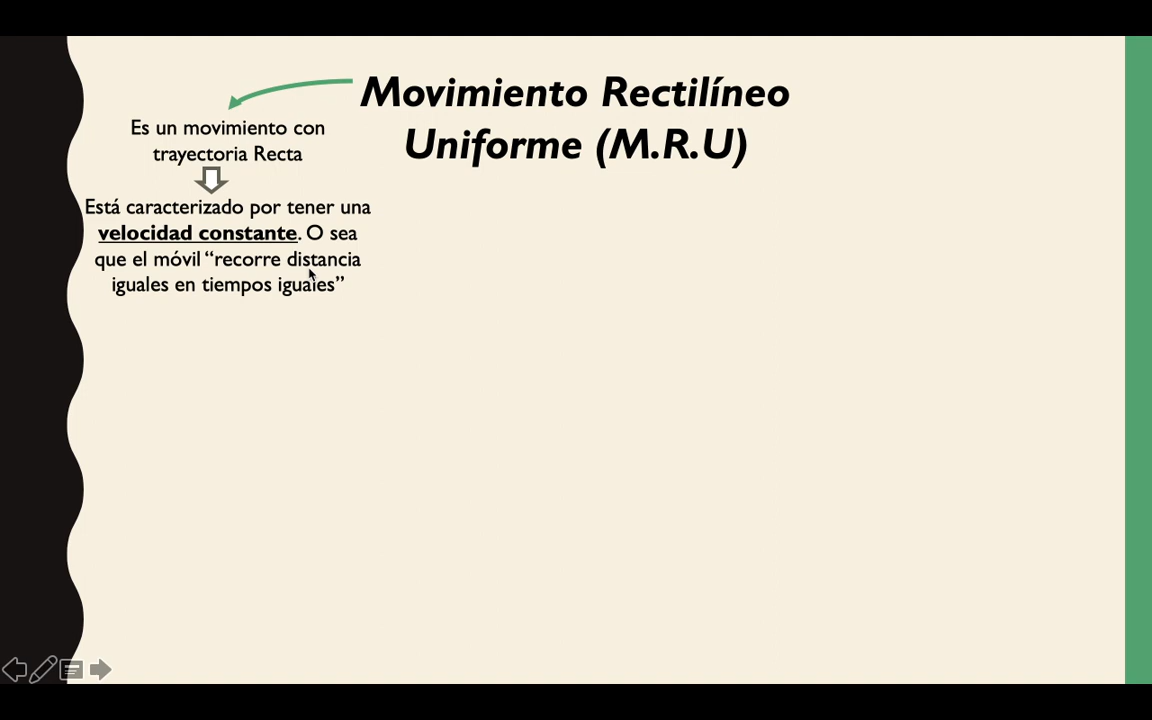 Movimiento Rectilíneo
Uniforme (M.R.U)
Es un movimiento con
trayectoria Recta
Está caracterizado por tener una
velocidad constante. O sea
que el móvil “recorre distancia
iguales en tiempos iguales”